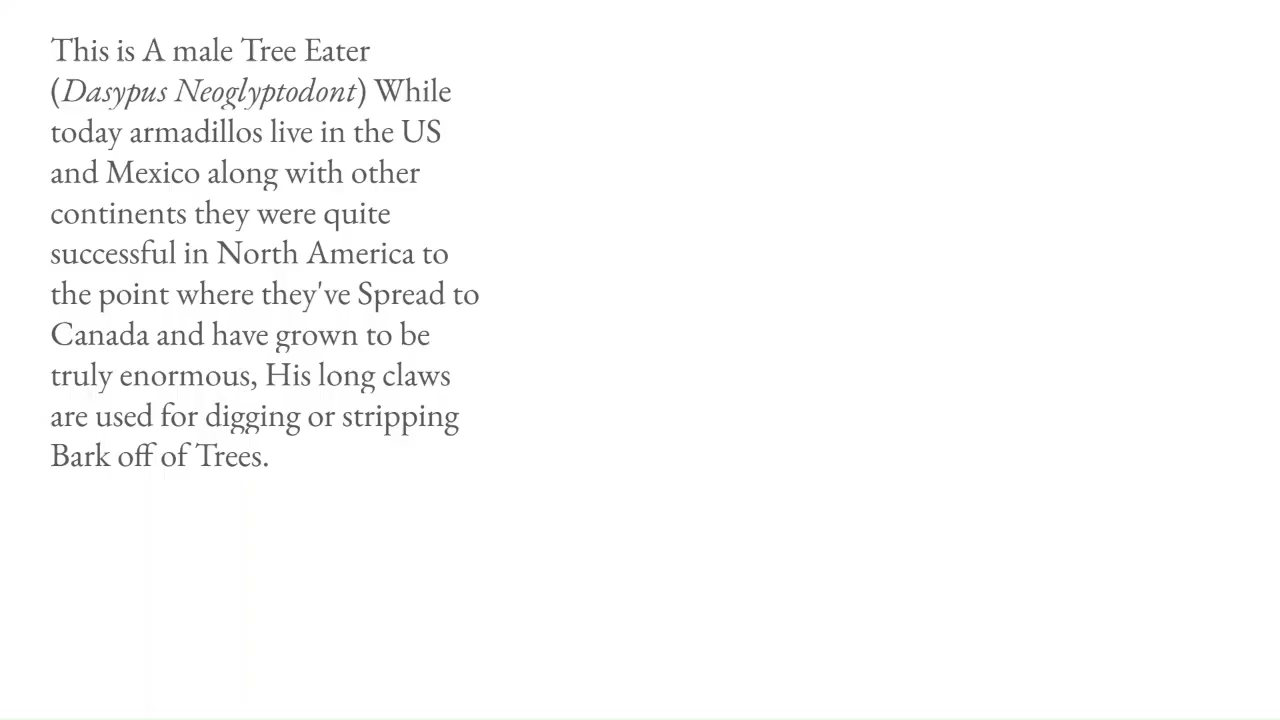 This is A male Tree Eater
(Dasypus Neoglyptodont) While
today armadillos live in the US
and Mexico along with other
continents they were quite
successful in North America to
the point where they've Spread to
Canada and have grown to be
truly enormous, His long claws
are used for digging or stripping
Bark off of Trees.